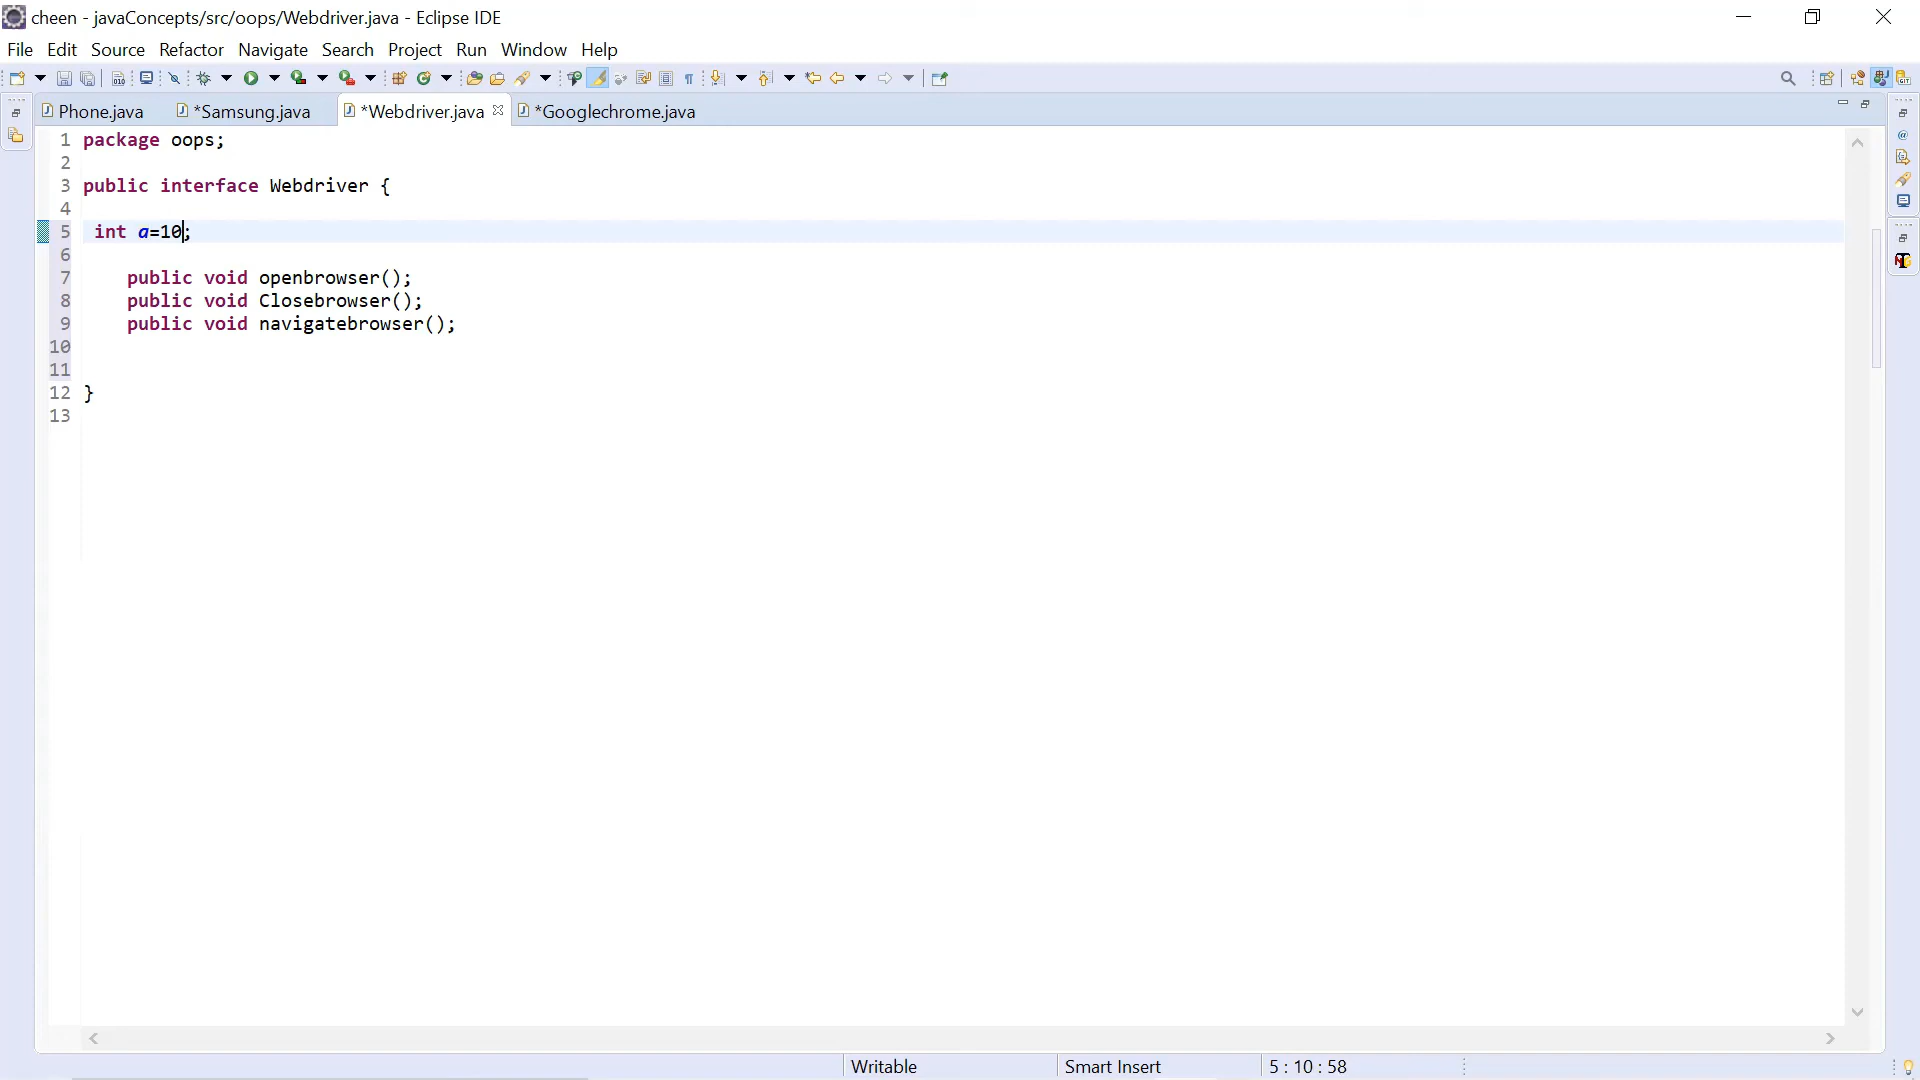 cheen - javaConcepts/src/oops/Webdriver.java - Eclipse IDE
File Edit Source Refactor Navigate Search Project Run Window Help
Phone.java *Samsung.java *Webdriver.java *Googlechrome.java
1 package oops;
2
3 public interface Webdriver {
4
5 int a=10;
6
7 public void openbrowser();
8 public void Closebrowser();
9 public void navigatebrowser();
10
11
12 }
13
Writable Smart Insert 5 : 10 : 58